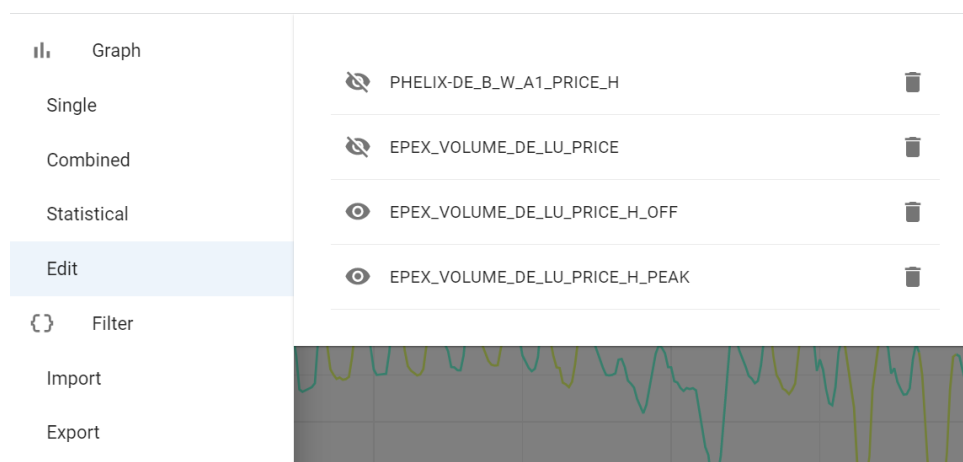 Graph
Single
Combined
Statistical
Edit
Filter
Import
Export
PHELIX-DE_B_W_A1_PRICE_H
EPEX_VOLUME_DE_LU_PRICE
EPEX_VOLUME_DE_LU_PRICE_H_OFF
EPEX_VOLUME_DE_LU_PRICE_H_PEAK